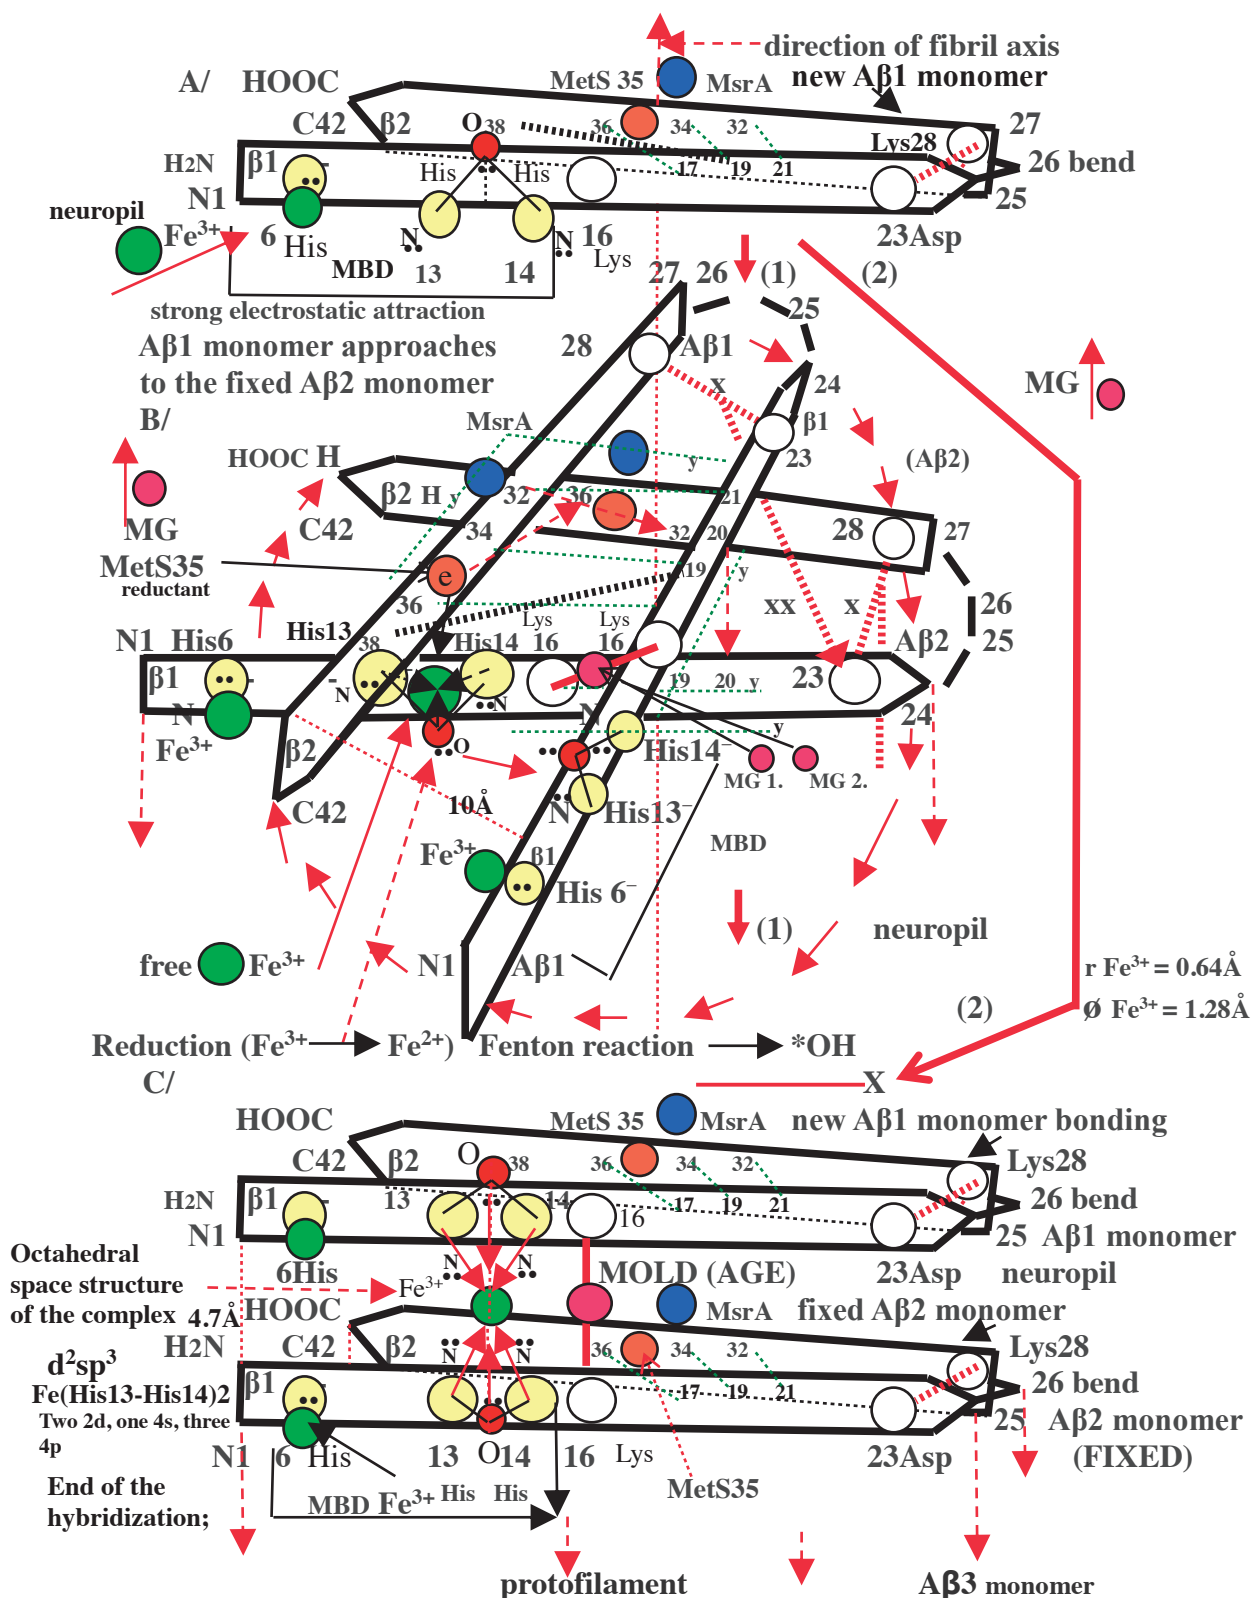 direction of fibril axis
A/ HOOC MetS 35 MsrA new Aβ1 monomer
C42 β2 O 38 36 34 32 Lys28 27
H2N β1 His His 17 19 21 26 bend
N1 25
neuropil Fe³⁺ 6 His N N 16 23Asp
MBD 13 14 Lys
strong electrostatic attraction 27 26 (1) (2)
25
Aβ1 monomer approaches 28 Aβ1
to the fixed Aβ2 monomer x 24 MG
B/
MsrA β1
23
HOOC H y (Aβ2)
β2 H y 32 36 21
MG C42 34 32 20 28 27
MetS35 e 19 y
reductant 36 xx x 26
N1 His6 His13 38 His14 Lys 16 Lys 16 Aβ2 25
β1 N N 19 20 y 23
N N 24
Fe³⁺ β2 O His14⁻ y
MG 1. MG 2.
C42 10Å N His13⁻
Fe³⁺ β1 MBD
His 6⁻
(1) neuropil
free Fe³⁺ N1 Aβ1 r Fe³⁺ = 0.64Å
(2) ø Fe³⁺ = 1.28Å
Reduction (Fe³⁺ Fe²⁺) Fenton reaction *OH
C/ X
HOOC MetS 35 MsrA new Aβ1 monomer bonding
C42 β2 O 38 36 34 32 Lys28
H2N β1 13 14 17 19 21 26 bend
N1 16 25 Aβ1 monomer
Octahedral 6His N N MOLD (AGE) 23Asp neuropil
space structure Fe³⁺
of the complex 4.7Å HOOC MsrA fixed Aβ2 monomer
H2N C42 β2 N N 36 34 32 Lys28
d²sp³ β1 17 19 21 26 bend
Fe(His13-His14)2 25 Aβ2 monomer
Two 2d, one 4s, three
4p
N1 6 His 13 O 14 16 Lys 23Asp (FIXED)
End of the MetS35
hybridization; MBD Fe³⁺ His His
protofilament Aβ3 monomer